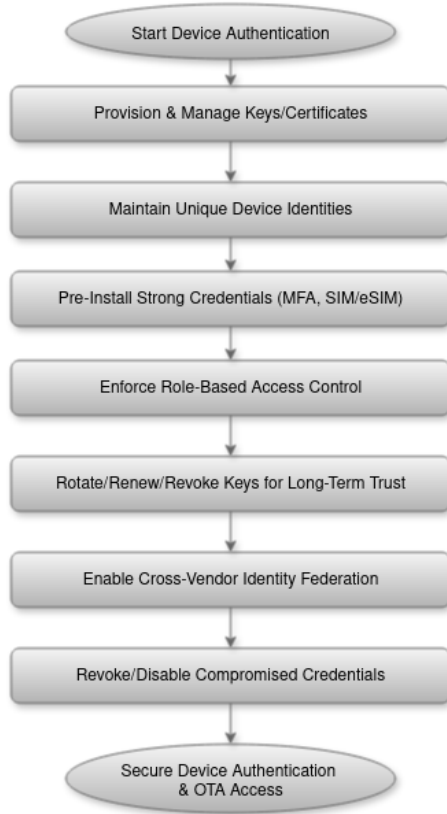 Start Device Authentication
Provision & Manage Keys/Certificates
Maintain Unique Device Identities
Pre-Install Strong Credentials (MFA, SIM/eSIM)
Enforce Role-Based Access Control
Rotate/Renew/Revoke Keys for Long-Term Trust
Enable Cross-Vendor Identity Federation
Revoke/Disable Compromised Credentials
Secure Device Authentication
& OTA Access